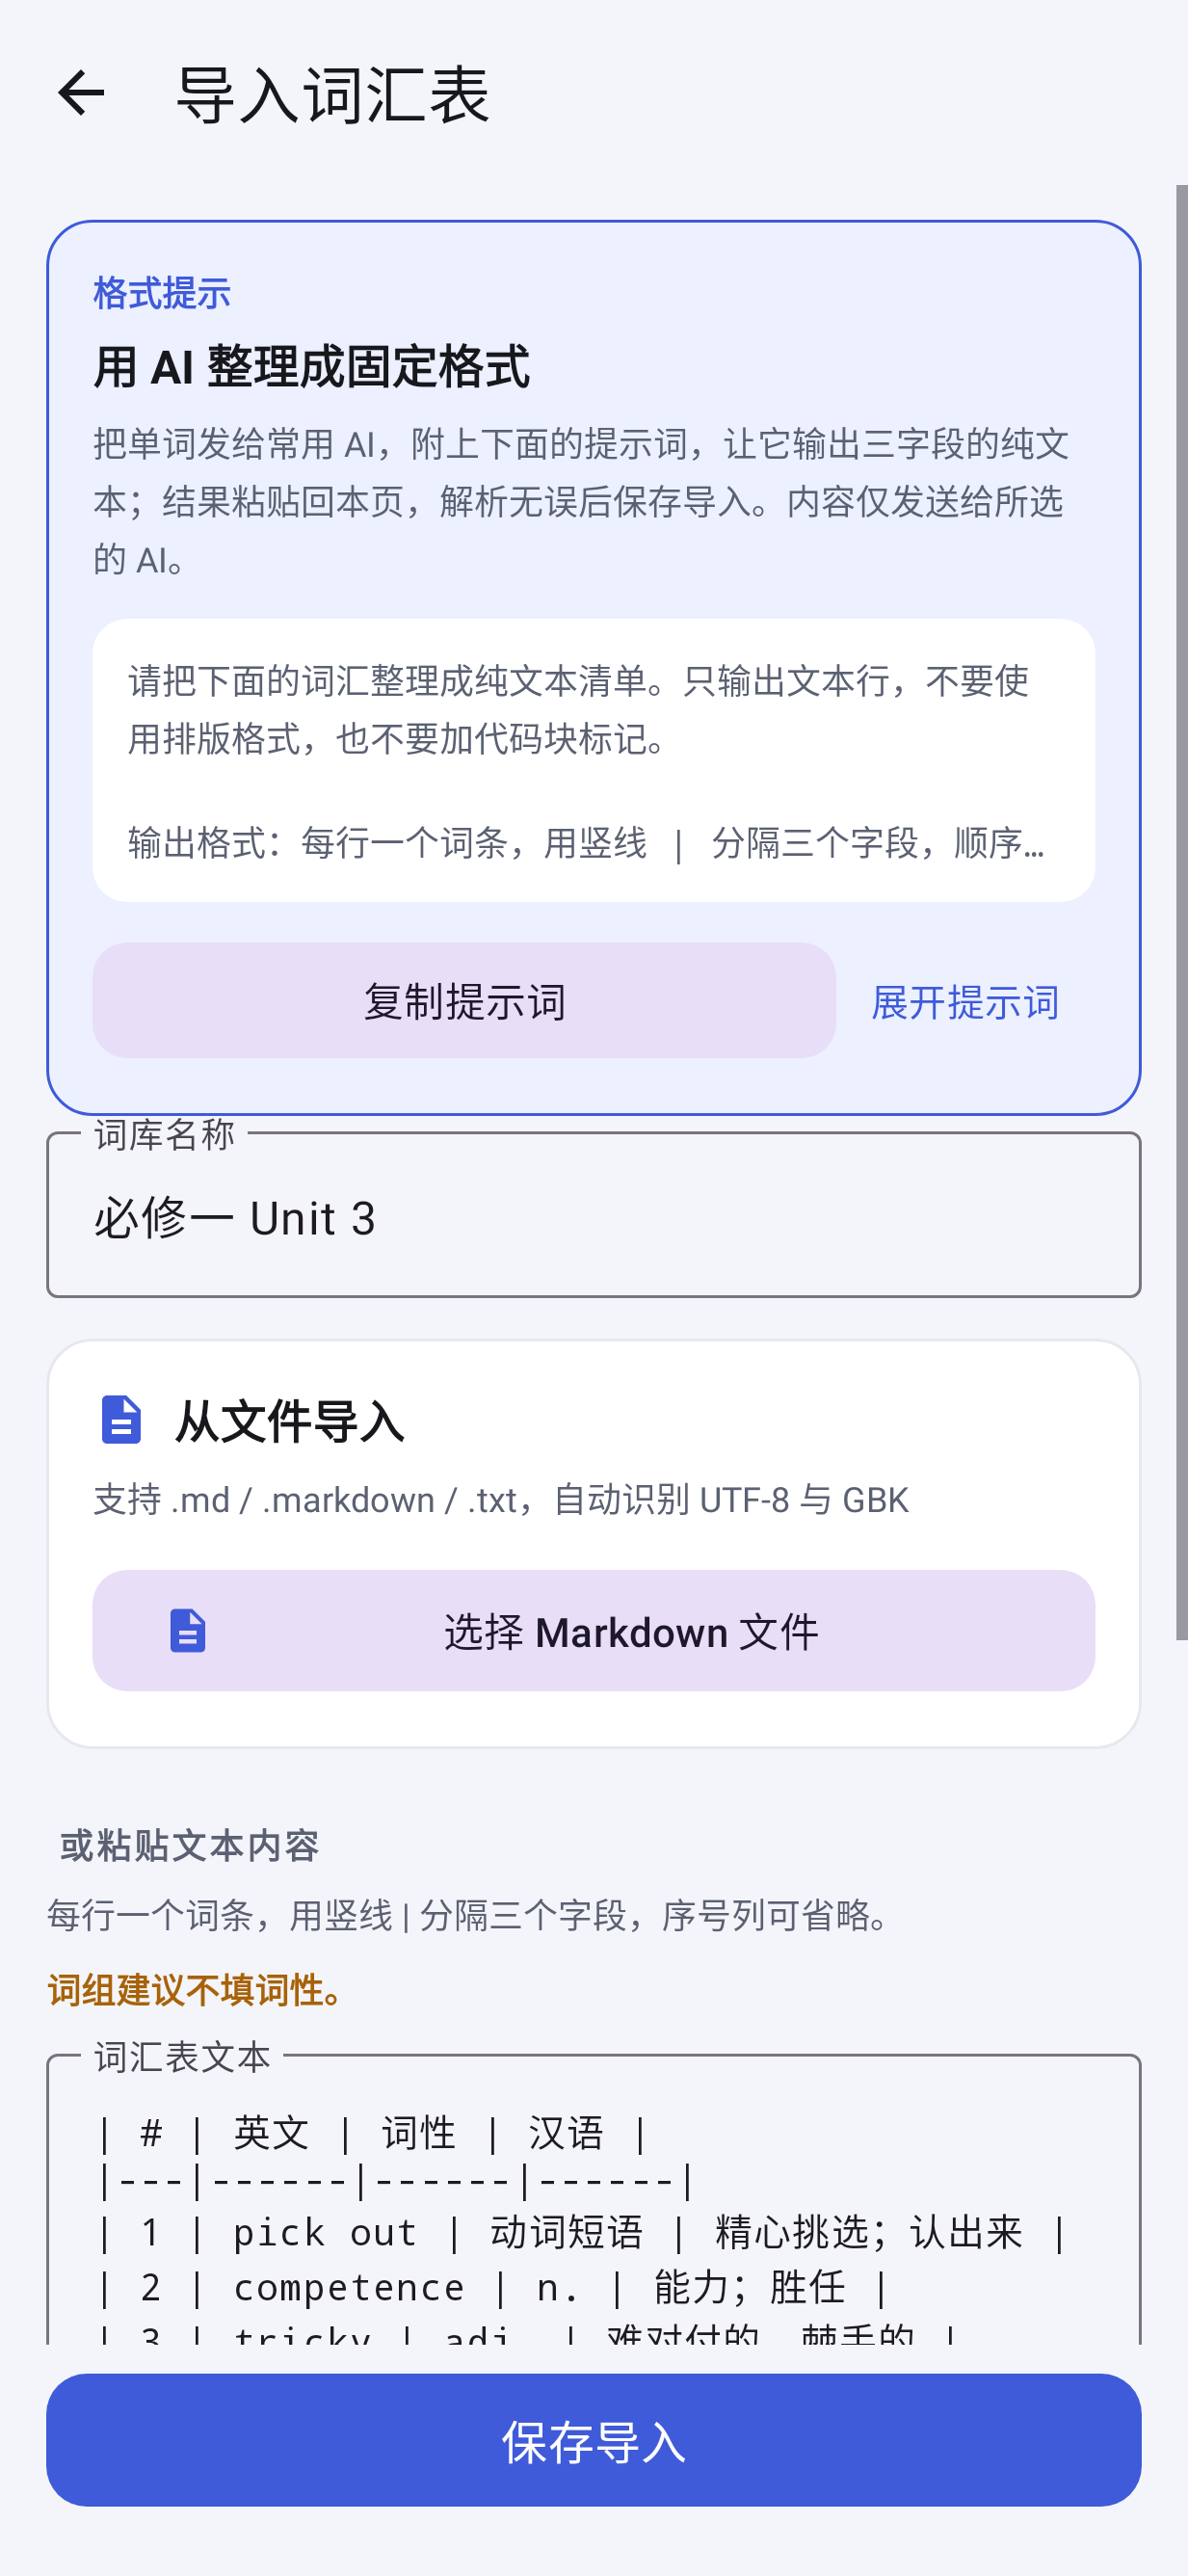 导入词汇表
格式提示
用 AI 整理成固定格式
把单词发给常用 AI，附上下面的提示词，让它输出三字段的纯文
本；结果粘贴回本页，解析无误后保存导入。内容仅发送给所选
的 AI。
请把下面的词汇整理成纯文本清单。只输出文本行，不要使
用排版格式，也不要加代码块标记。
输出格式：每行一个词条，用竖线 | 分隔三个字段，顺序…
复制提示词
展开提示词
词库名称
必修一 Unit 3
从文件导入
支持 .md / .markdown / .txt，自动识别 UTF-8 与 GBK
选择 Markdown 文件
或粘贴文本内容
每行一个词条，用竖线 | 分隔三个字段，序号列可省略。
词组建议不填词性。
词汇表文本
| # | 英文 | 词性 | 汉语 |
|---|------|------|------|
| 1 | pick out | 动词短语 | 精心挑选；认出来 |
| 2 | competence | n. | 能力；胜任 |
| 3 | tricky | adj. | 难对付的，棘手的 |
保存导入